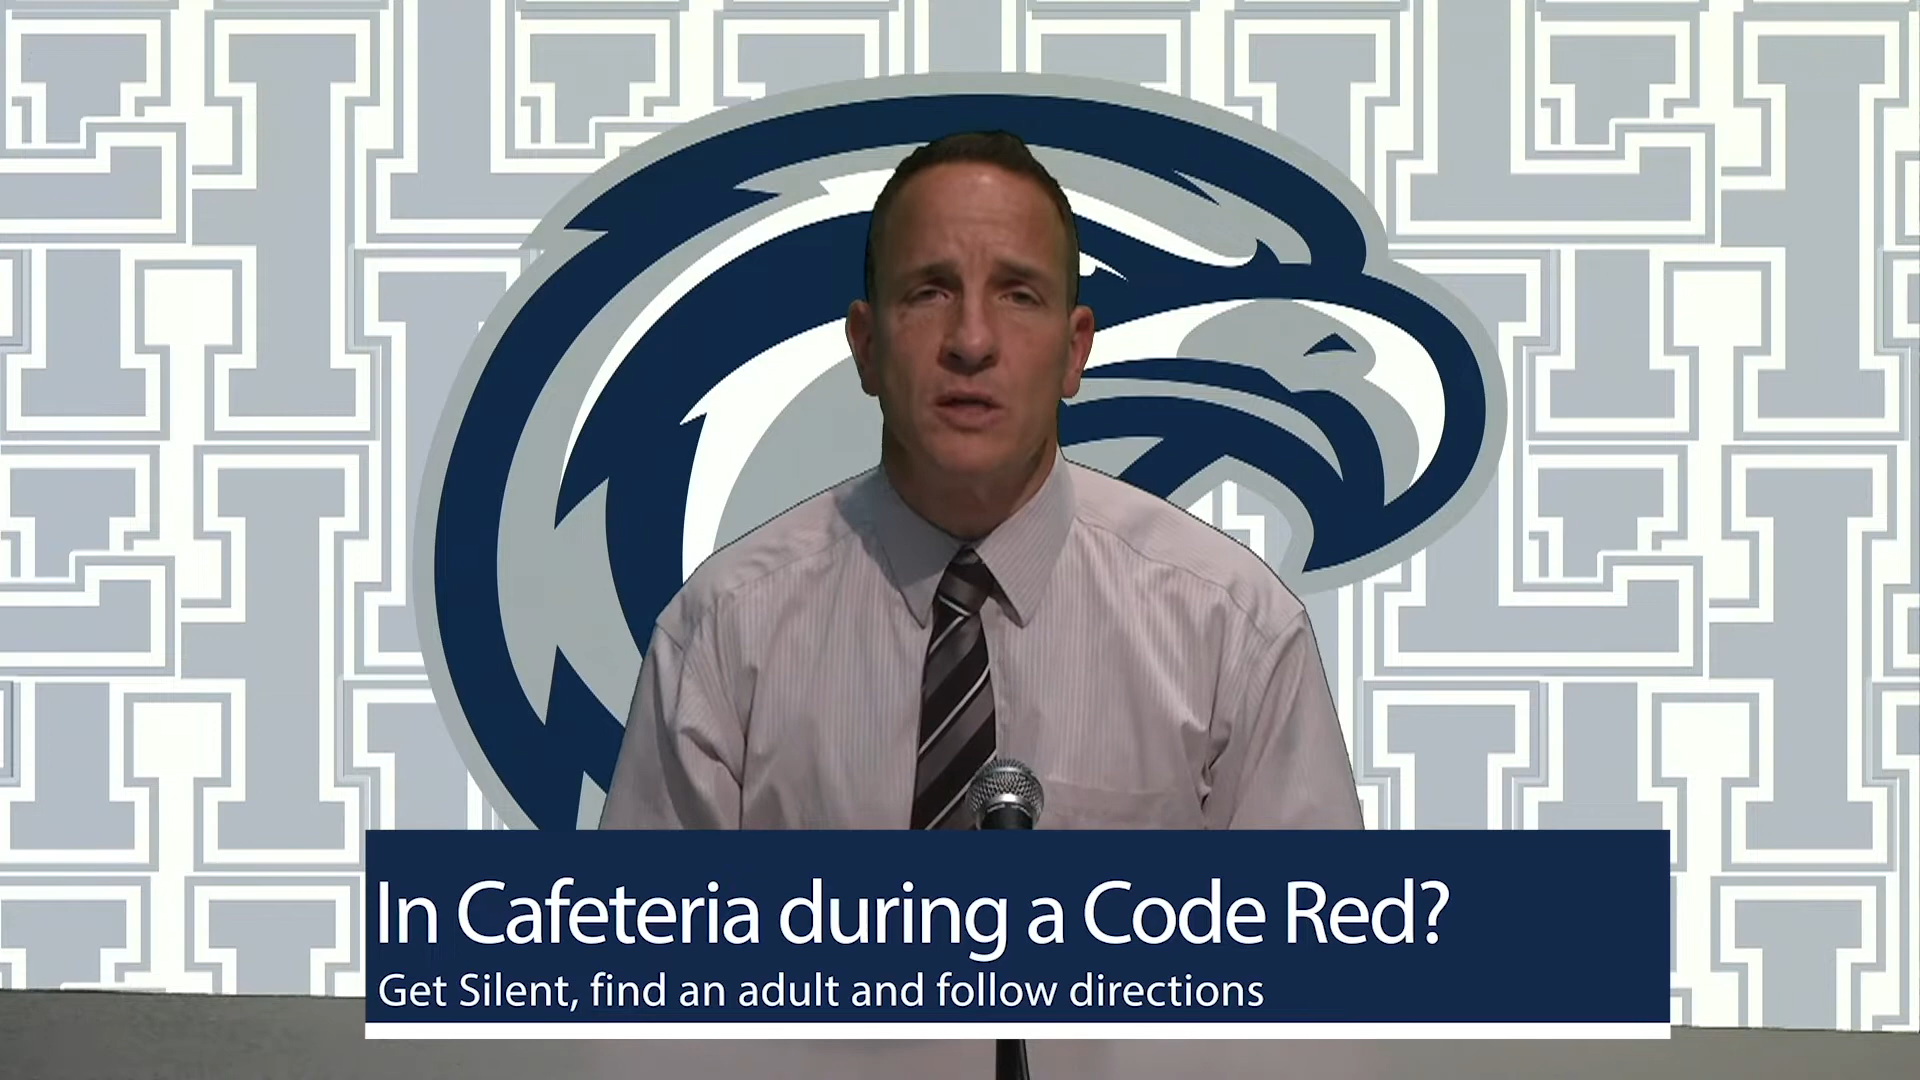 In Cafeteria during a Code Red?
Get Silent, find an adult and follow directions